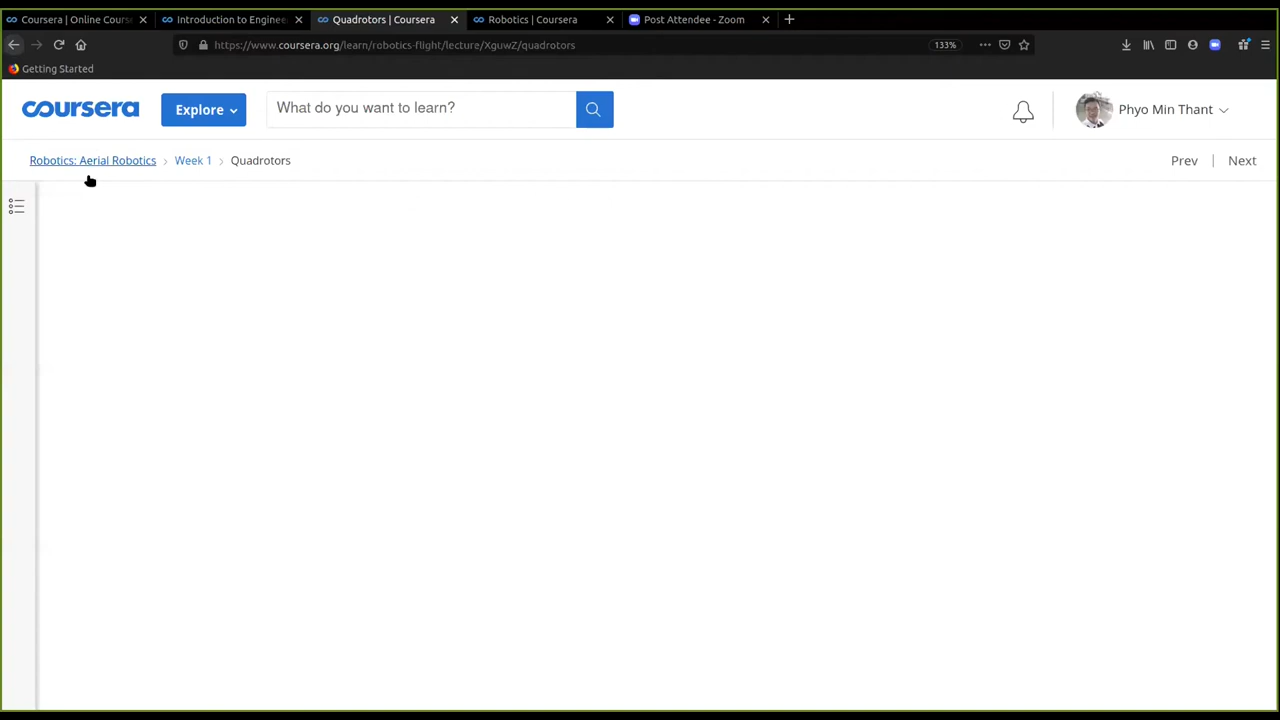 Coursera | Online Cours
Introduction to Enginee
Quadrotors | Coursera
Robotics | Coursera
Post Attendee - Zoom
https://www.coursera.org/learn/robotics-flight/lecture/XguwZ/quadrotors
133%
Getting Started
coursera
Explore
What do you want to learn?
Phyo Min Thant
Robotics: Aerial Robotics
Week 1
Quadrotors
Prev
Next